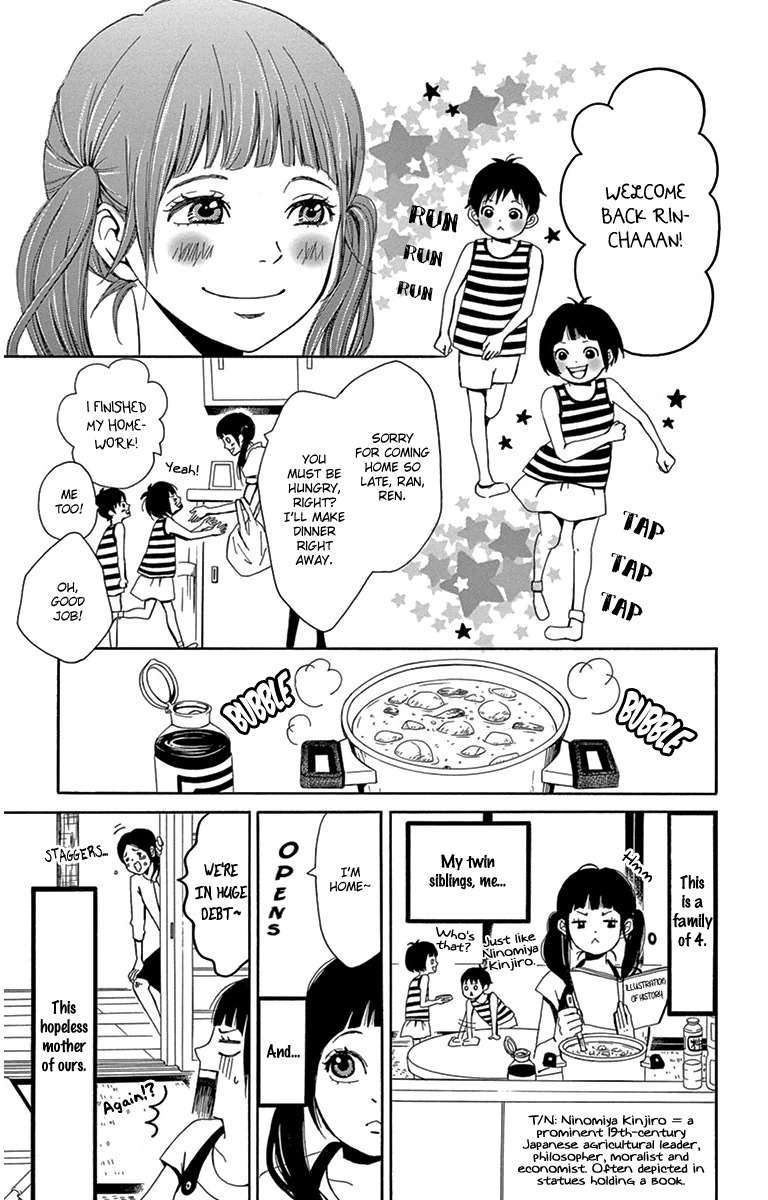 WELCOME
BACK RIN-
CHAAAN!
RUN
RUN
RUN
TAP
TAP
TAP
SORRY
FOR COMING
HOME SO
LATE, RAN,
REN.
YOU
MUST BE
HUNGRY,
RIGHT?
I'LL MAKE
DINNER
RIGHT
AWAY.
I FINISHED
MY HOME-
WORK!
Yeah!
ME
TOO!
OH,
GOOD
JOB!
BUBBLE
BUBBLE
This
is a
family
of 4.
Hmm
My twin
siblings, me...
Who's
that?
Just like
Ninomiya
Kinjiro.
ILLUSTRATION
OF HISTORY
T/N: Ninomiya Kinjiro = a
prominent 19th-century
Japanese agricultural leader,
philosopher, moralist and
economist. Often depicted in
statues holding a book.
I'M
HOME~
OPENS
And...
WE'RE
IN HUGE
DEBT~
STAGGERS...
This
hopeless
mother
of ours.
Again!?